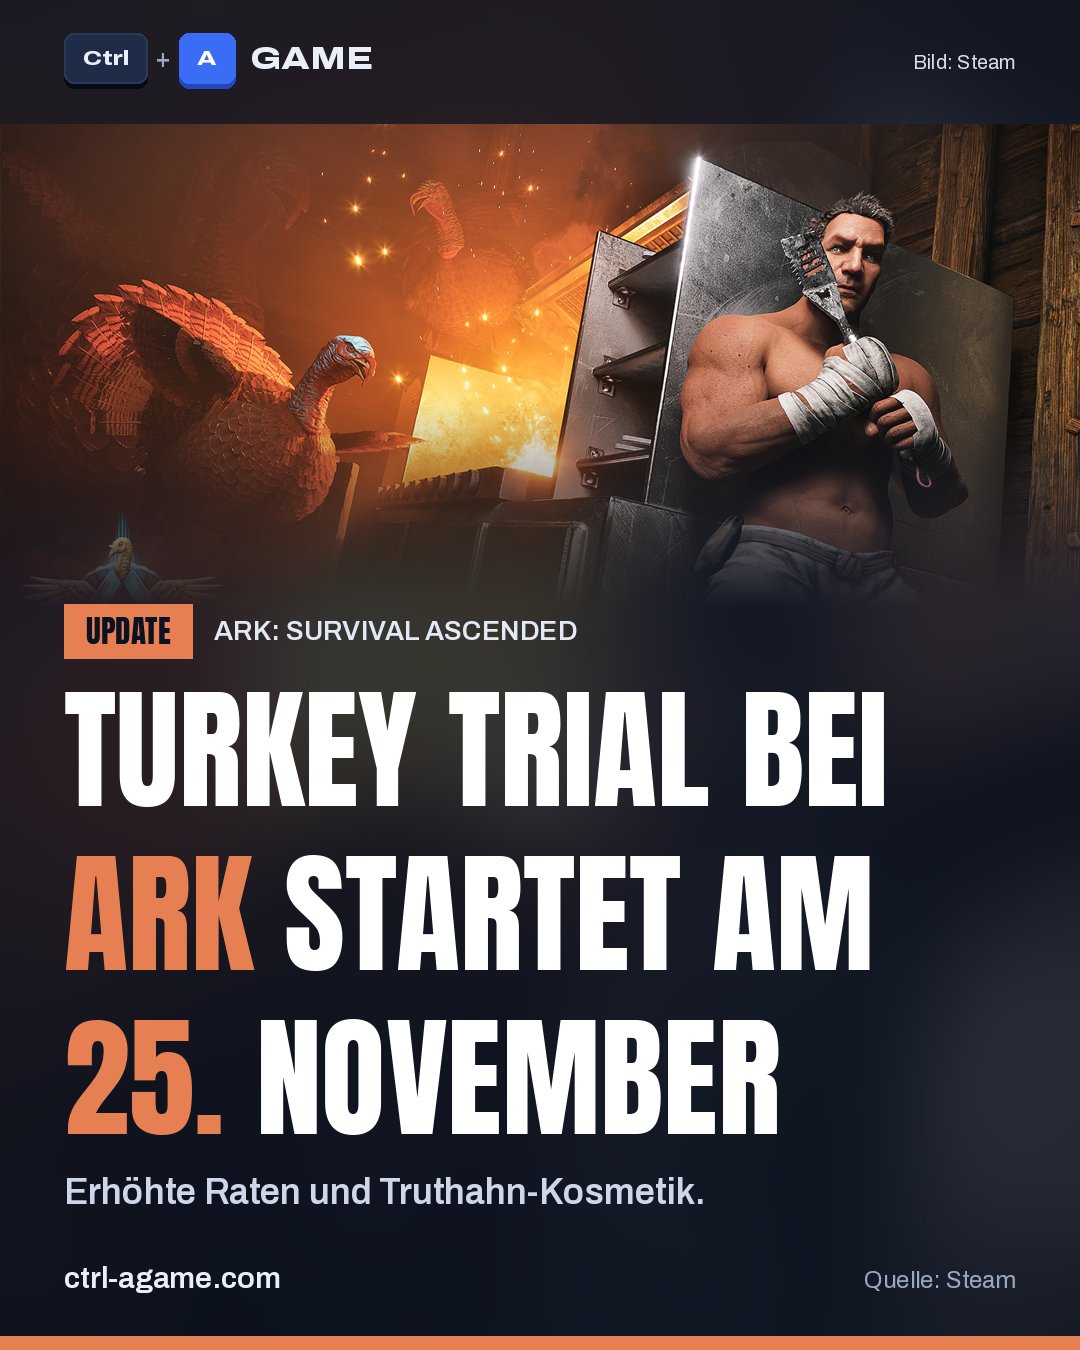 Ctrl + A GAME
Bild: Steam
UPDATE ARK: SURVIVAL ASCENDED
TURKEY TRIAL BEI
ARK STARTET AM
25. NOVEMBER
Erhöhte Raten und Truthahn-Kosmetik.
ctrl-agame.com
Quelle: Steam